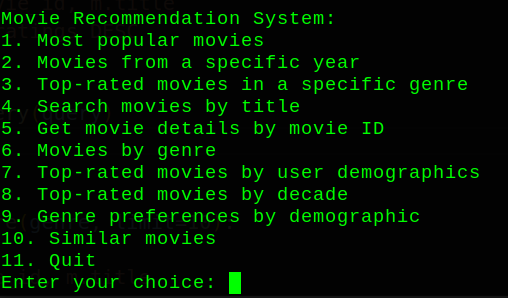 Movie Recommendation System:
1. Most popular movies
2. Movies from a specific year
3. Top-rated movies in a specific genre
4. Search movies by title
5. Get movie details by movie ID
6. Movies by genre
7. Top-rated movies by user demographics
8. Top-rated movies by decade
9. Genre preferences by demographic
10. Similar movies
11. Quit
Enter your choice: